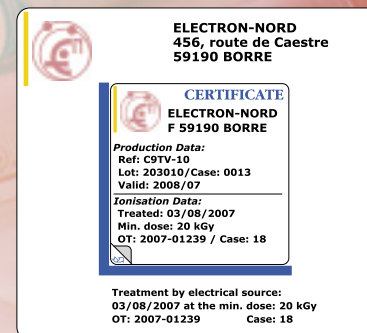 ELECTRON-NORD
456, route de Caestre
59190 BORRE
CERTIFICATE
ELECTRON-NORD
F 59190 BORRE
Production Data:
Ref: C9TV-10
Lot: 203010/Case: 0013
Valid: 2008/07
Ionisation Data:
Treated: 03/08/2007
Min. dose: 20 kGy
OT: 2007-01239 / Case: 18
Treatment by electrical source:
03/08/2007 at the min. dose: 20 kGy
OT: 2007-01239 Case: 18